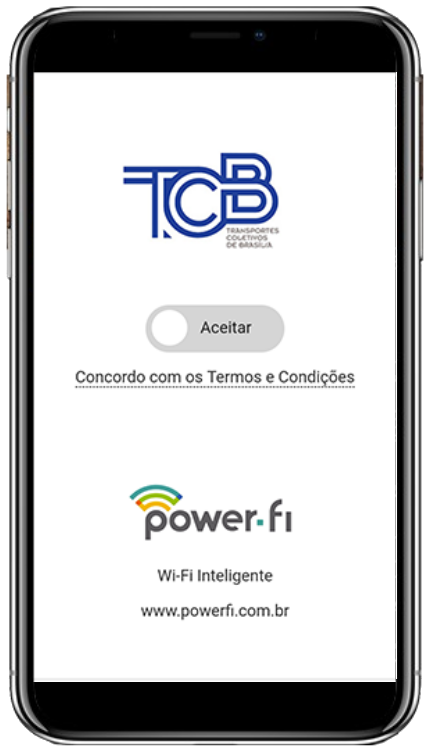 TCB
TRANSPORTES
COLETIVOS
DE BRASÍLIA
Aceitar
Concordo com os Termos e Condições
power-fi
Wi-Fi Inteligente
www.powerfi.com.br